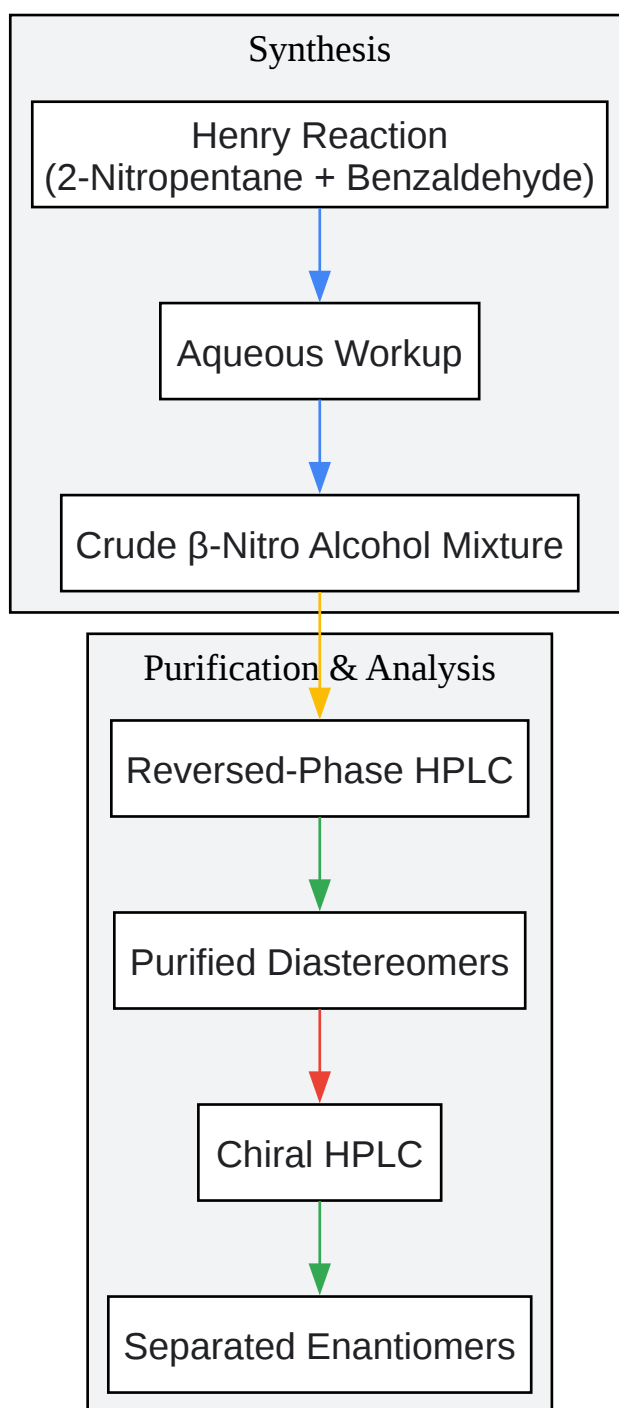 Synthesis
Henry Reaction
(2-Nitropentane + Benzaldehyde)
Aqueous Workup
Crude β-Nitro Alcohol Mixture
Purification & Analysis
Reversed-Phase HPLC
Purified Diastereomers
Chiral HPLC
Separated Enantiomers